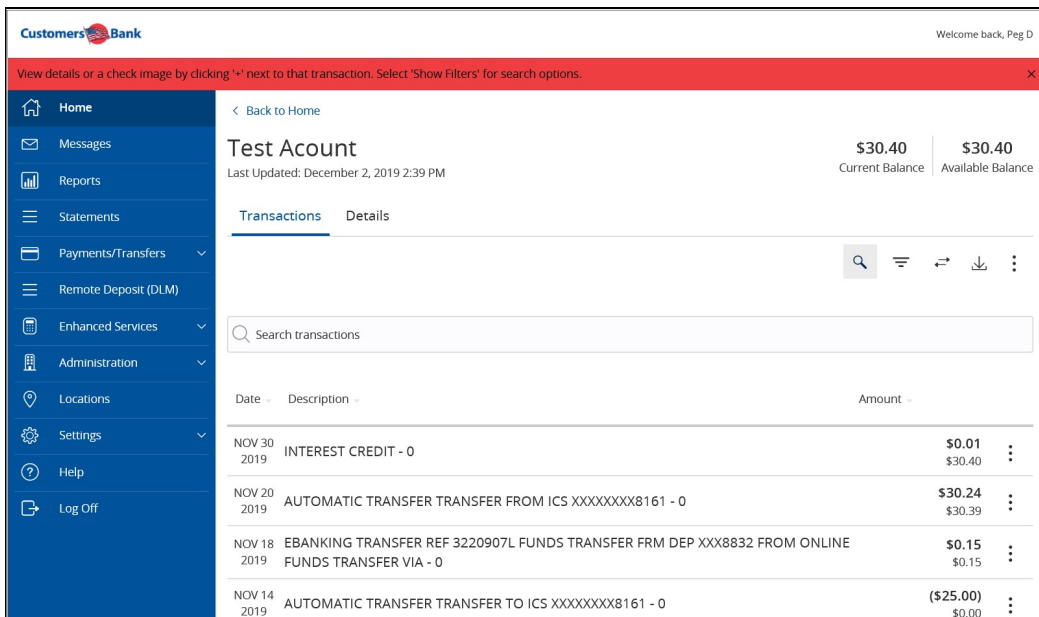 Customers Bank
Welcome back, Peg D
View details or a check image by clicking '+' next to that transaction. Select 'Show Filters' for search options.
Home
Messages
Reports
Statements
Payments/Transfers
Remote Deposit (DLM)
Enhanced Services
Administration
Locations
Settings
Help
Log Off
Back to Home
Test Acount
Last Updated: December 2, 2019 2:39 PM
$30.40
Current Balance
$30.40
Available Balance
Transactions
Details
Search transactions
Date
Description
Amount
NOV 30
2019
INTEREST CREDIT - 0
$0.01
$30.40
NOV 20
2019
AUTOMATIC TRANSFER TRANSFER FROM ICS XXXXXXXX8161 - 0
$30.24
$30.39
NOV 18
2019
EBANKING TRANSFER REF 3220907L FUNDS TRANSFER FRM DEP XXX8832 FROM ONLINE
FUNDS TRANSFER VIA - 0
$0.15
$0.15
NOV 14
2019
AUTOMATIC TRANSFER TRANSFER TO ICS XXXXXXXX8161 - 0
($25.00)
$0.00